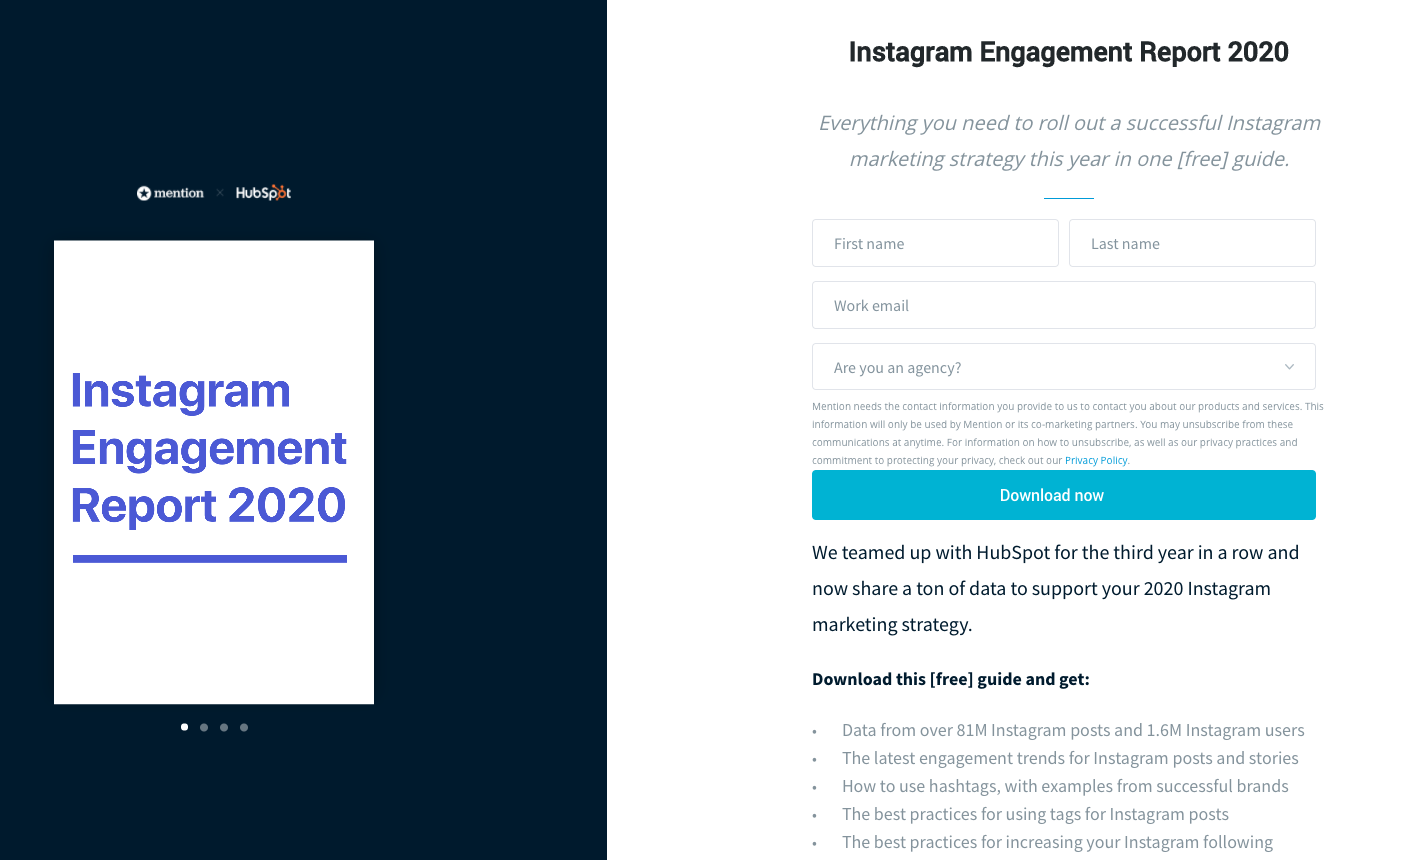 mention × HubSpot
Instagram
Engagement
Report 2020
Instagram Engagement Report 2020
Everything you need to roll out a successful Instagram
marketing strategy this year in one [free] guide.
First name
Last name
Work email
Are you an agency?
Mention needs the contact information you provide to us to contact you about our products and services. This
information will only be used by Mention or its co-marketing partners. You may unsubscribe from these
communications at anytime. For information on how to unsubscribe, as well as our privacy practices and
commitment to protecting your privacy, check out our Privacy Policy.
Download now
We teamed up with HubSpot for the third year in a row and
now share a ton of data to support your 2020 Instagram
marketing strategy.
Download this [free] guide and get:
• Data from over 81M Instagram posts and 1.6M Instagram users
• The latest engagement trends for Instagram posts and stories
• How to use hashtags, with examples from successful brands
• The best practices for using tags for Instagram posts
• The best practices for increasing your Instagram following